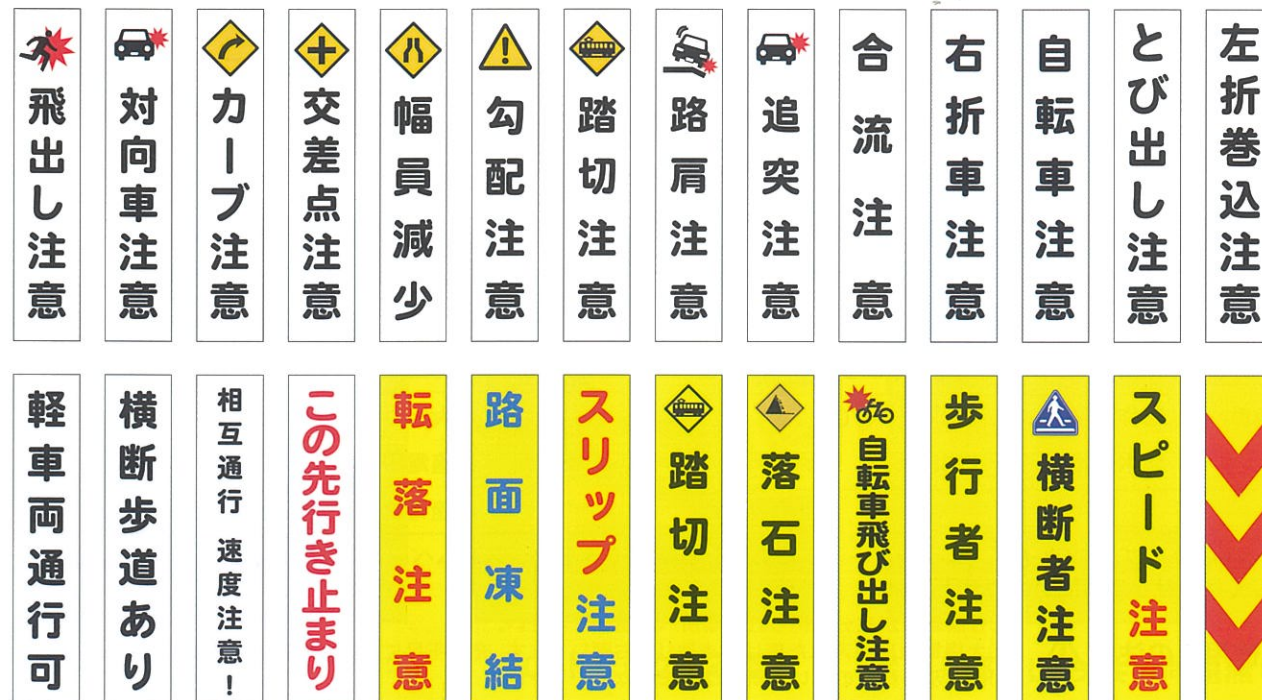 飛出し注意
対向車注意
カーブ注意
交差点注意
幅員減少
勾配注意
踏切注意
路肩注意
追突注意
合流注意
右折車注意
自転車注意
とび出し注意
左折巻込注意
軽車両通行可
横断歩道あり
相互通行 速度注意!
この先行き止まり
転落注意
路面凍結
スリップ注意
踏切注意
落石注意
自転車飛び出し注意
歩行者注意
横断者注意
スピード注意